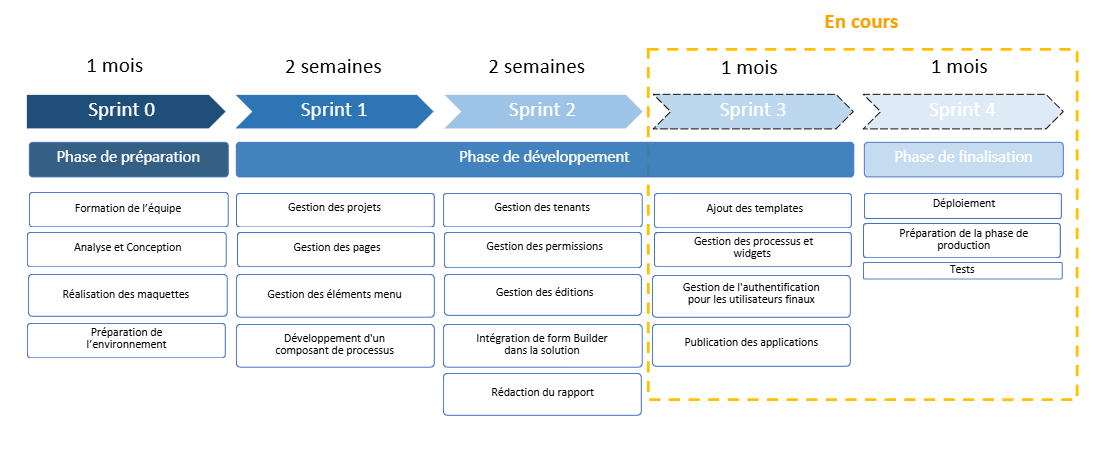 En cours
1 mois
2 semaines
2 semaines
1 mois
1 mois
Sprint 0
Sprint 1
Sprint 2
Sprint 3
Sprint 4
Phase de préparation
Phase de développement
Phase de finalisation
Formation de l’équipe
Analyse et Conception
Réalisation des maquettes
Préparation de
l’environnement
Gestion des projets
Gestion des pages
Gestion des éléments menu
Développement d'un
composant de processus
Gestion des tenants
Gestion des permissions
Gestion des éditions
Intégration de form Builder
dans la solution
Rédaction du rapport
Ajout des templates
Gestion des processus et
widgets
Gestion de l'authentification
pour les utilisateurs finaux
Publication des applications
Déploiement
Préparation de la phase de
production
Tests